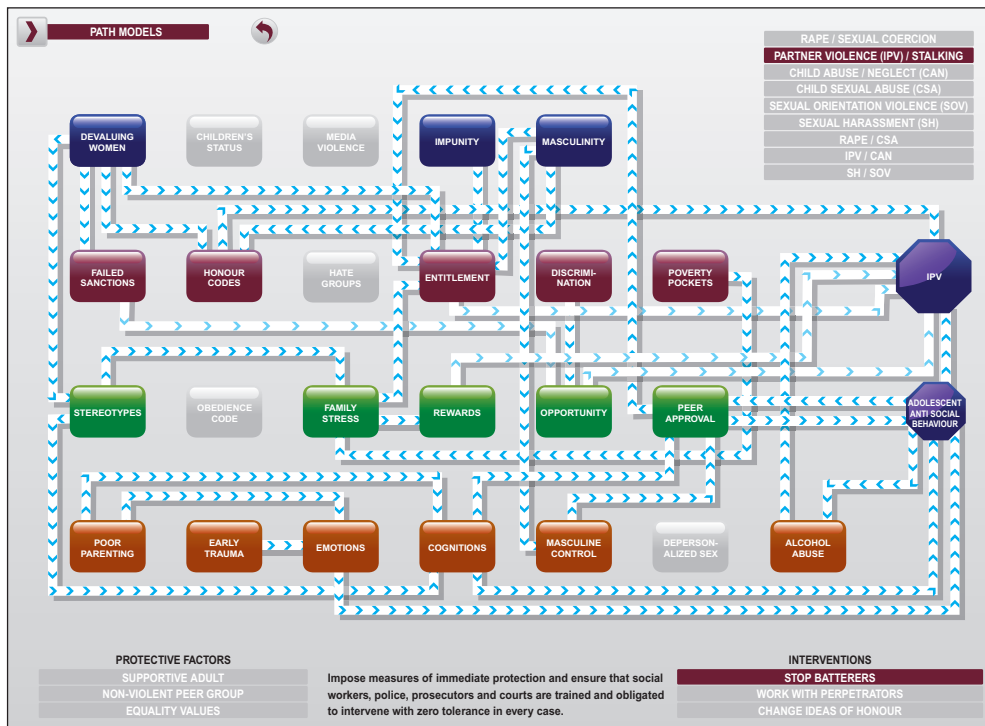 PATH MODELS
RAPE / SEXUAL COERCION
PARTNER VIOLENCE (IPV) / STALKING
CHILD ABUSE / NEGLECT (CAN)
CHILD SEXUAL ABUSE (CSA)
SEXUAL ORIENTATION VIOLENCE (SOV)
SEXUAL HARASSMENT (SH)
RAPE / CSA
IPV / CAN
SH / SOV
DEVALUING
WOMEN
CHILDREN'S
STATUS
MEDIA
VIOLENCE
IMPUNITY
MASCULINITY
FAILED
SANCTIONS
HONOUR
CODES
HATE
GROUPS
ENTITLEMENT
DISCRIMI-
NATION
POVERTY
POCKETS
IPV
STEREOTYPES
OBEDIENCE
CODE
FAMILY
STRESS
REWARDS
OPPORTUNITY
PEER
APPROVAL
ADOLESCENT
ANTI SOCIAL
BEHAVIOUR
POOR
PARENTING
EARLY
TRAUMA
EMOTIONS
COGNITIONS
MASCULINE
CONTROL
DEPERSON-
ALIZED SEX
ALCOHOL
ABUSE
PROTECTIVE FACTORS
SUPPORTIVE ADULT
NON-VIOLENT PEER GROUP
EQUALITY VALUES
Impose measures of immediate protection and ensure that social
workers, police, prosecutors and courts are trained and obligated
to intervene with zero tolerance in every case.
INTERVENTIONS
STOP BATTERERS
WORK WITH PERPETRATORS
CHANGE IDEAS OF HONOUR